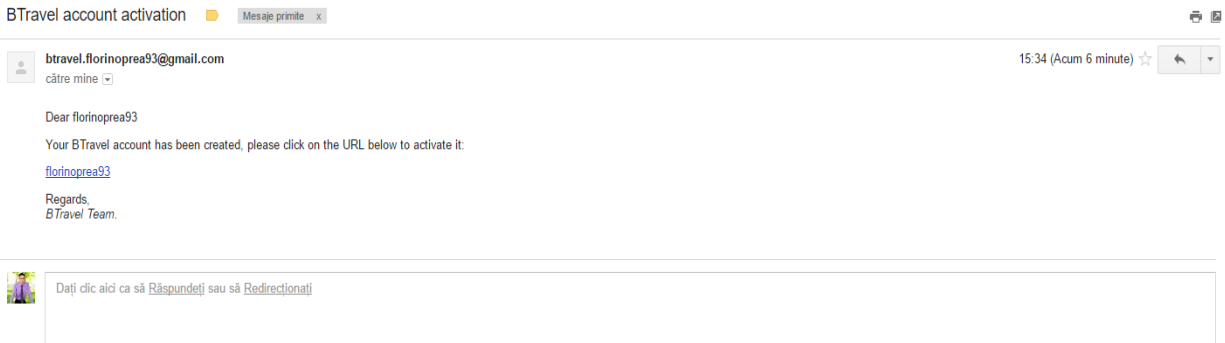 BTravel account activation
Mesaje primite x
btravel.florinoprea93@gmail.com
15:34 (Acum 6 minute)
către mine
Dear florinoprea93
Your BTravel account has been created, please click on the URL below to activate it:
florinoprea93
Regards,
BTravel Team.
Dați clic aici ca să Răspundeți sau să Redirecționați